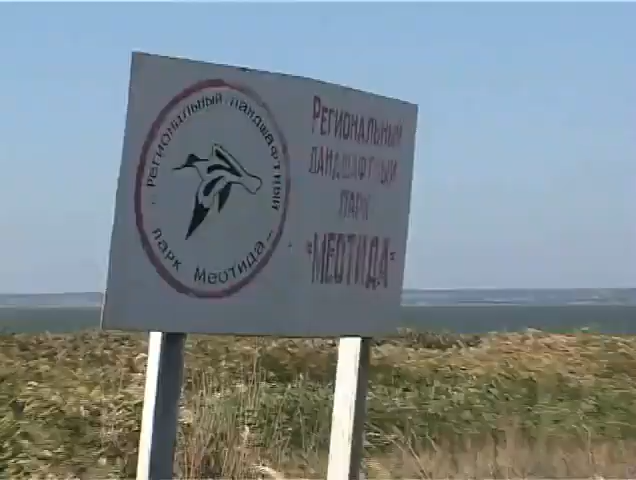 Региональный ландшафтный
парк Меотида
Региональный
ландшафтный
парк
"Меотида"